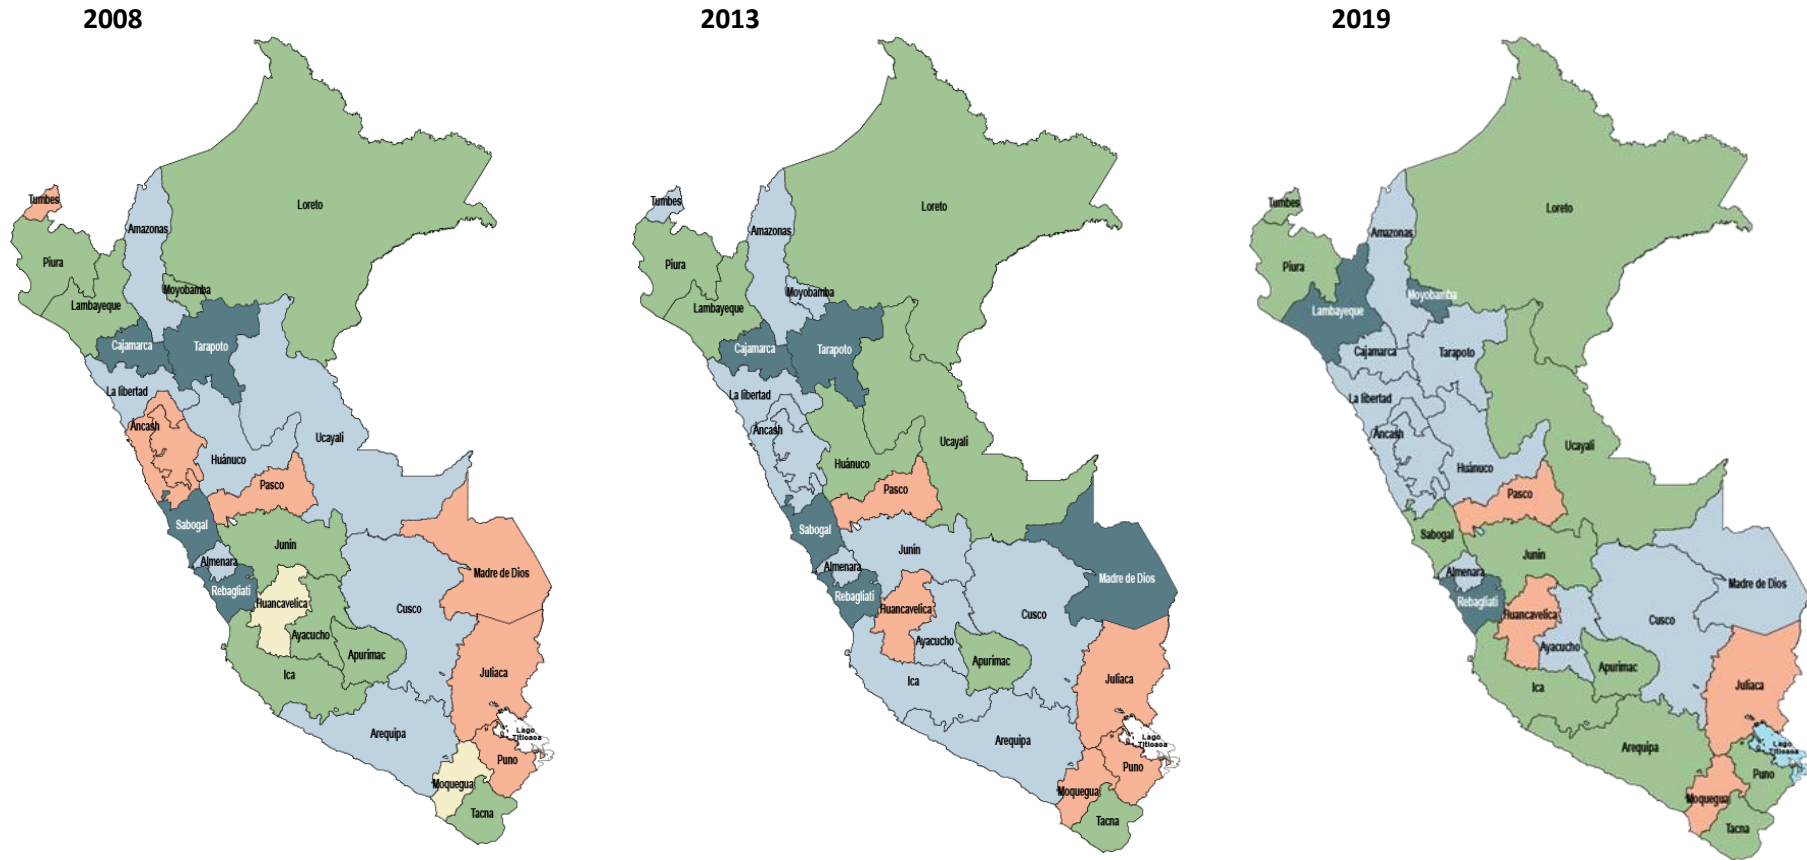 2008
Loreto
Tumbes
Amazonas
Piura
Moyobamba
Lambayeque
Cajamarca
Tarapoto
La libertad
Áncash
Ucayali
Huánuco
Pasco
Sabogal
Junín
Almenara
Madre de Dios
Rebagliati
Huancavelica
Cusco
Ayacucho
Apurimac
Ica
Juliaca
Arequipa
Lago
Titicaca
Puno
Moquegua
Tacna
2013
Loreto
Tumbes
Amazonas
Piura
Moyobamba
Lambayeque
Cajamarca
Tarapoto
La libertad
Áncash
Ucayali
Huánuco
Pasco
Sabogal
Junín
Almenara
Madre de Dios
Rebagliati
Huancavelica
Cusco
Ayacucho
Apurimac
Ica
Juliaca
Arequipa
Lago
Titicaca
Puno
Moquegua
Tacna
2019
Loreto
Tumbes
Amazonas
Piura
Moyobamba
Lambayeque
Cajamarca
Tarapoto
La libertad
Áncash
Ucayali
Huánuco
Pasco
Sabogal
Junín
Almenara
Madre de Dios
Rebagliati
Huancavelica
Cusco
Ayacucho
Apurimac
Ica
Juliaca
Arequipa
Lago
Titicaca
Puno
Moquegua
Tacna